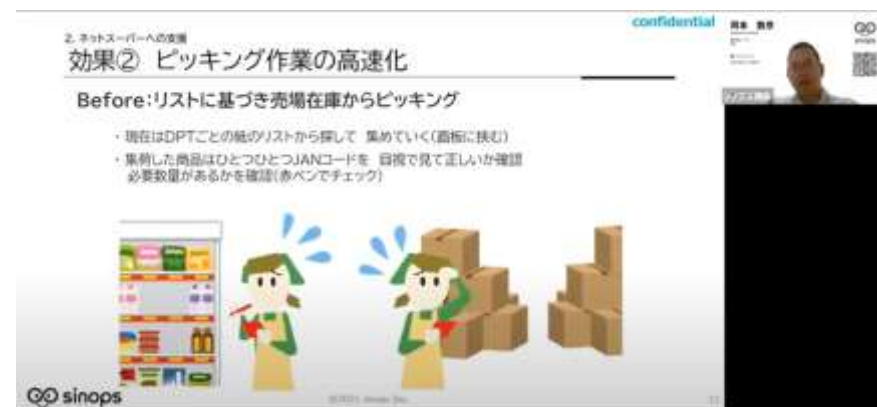 confidential
2. ネットスーパーへの支援
効果② ピッキング作業の高速化
Before:リストに基づき売場在庫からピッキング
・現在はDPTごとの紙のリストから探して 集めていく(画板に挟む)
・集荷した商品はひとつひとつJANコードを 目視で見て正しいか確認
必要数量があるかを確認(赤ペンでチェック)
sinops
sinops